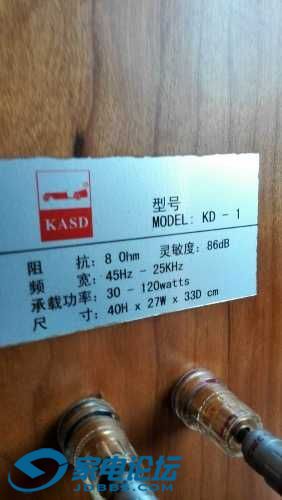 KASD
型号
MODEL: KD - 1
阻 抗: 8 Ohm 灵敏度: 86dB
频 宽: 45Hz - 25KHz
承载功率: 30 - 120watts
尺 寸: 40H x 27W x 33D cm
家电论坛
JDBBS.COM